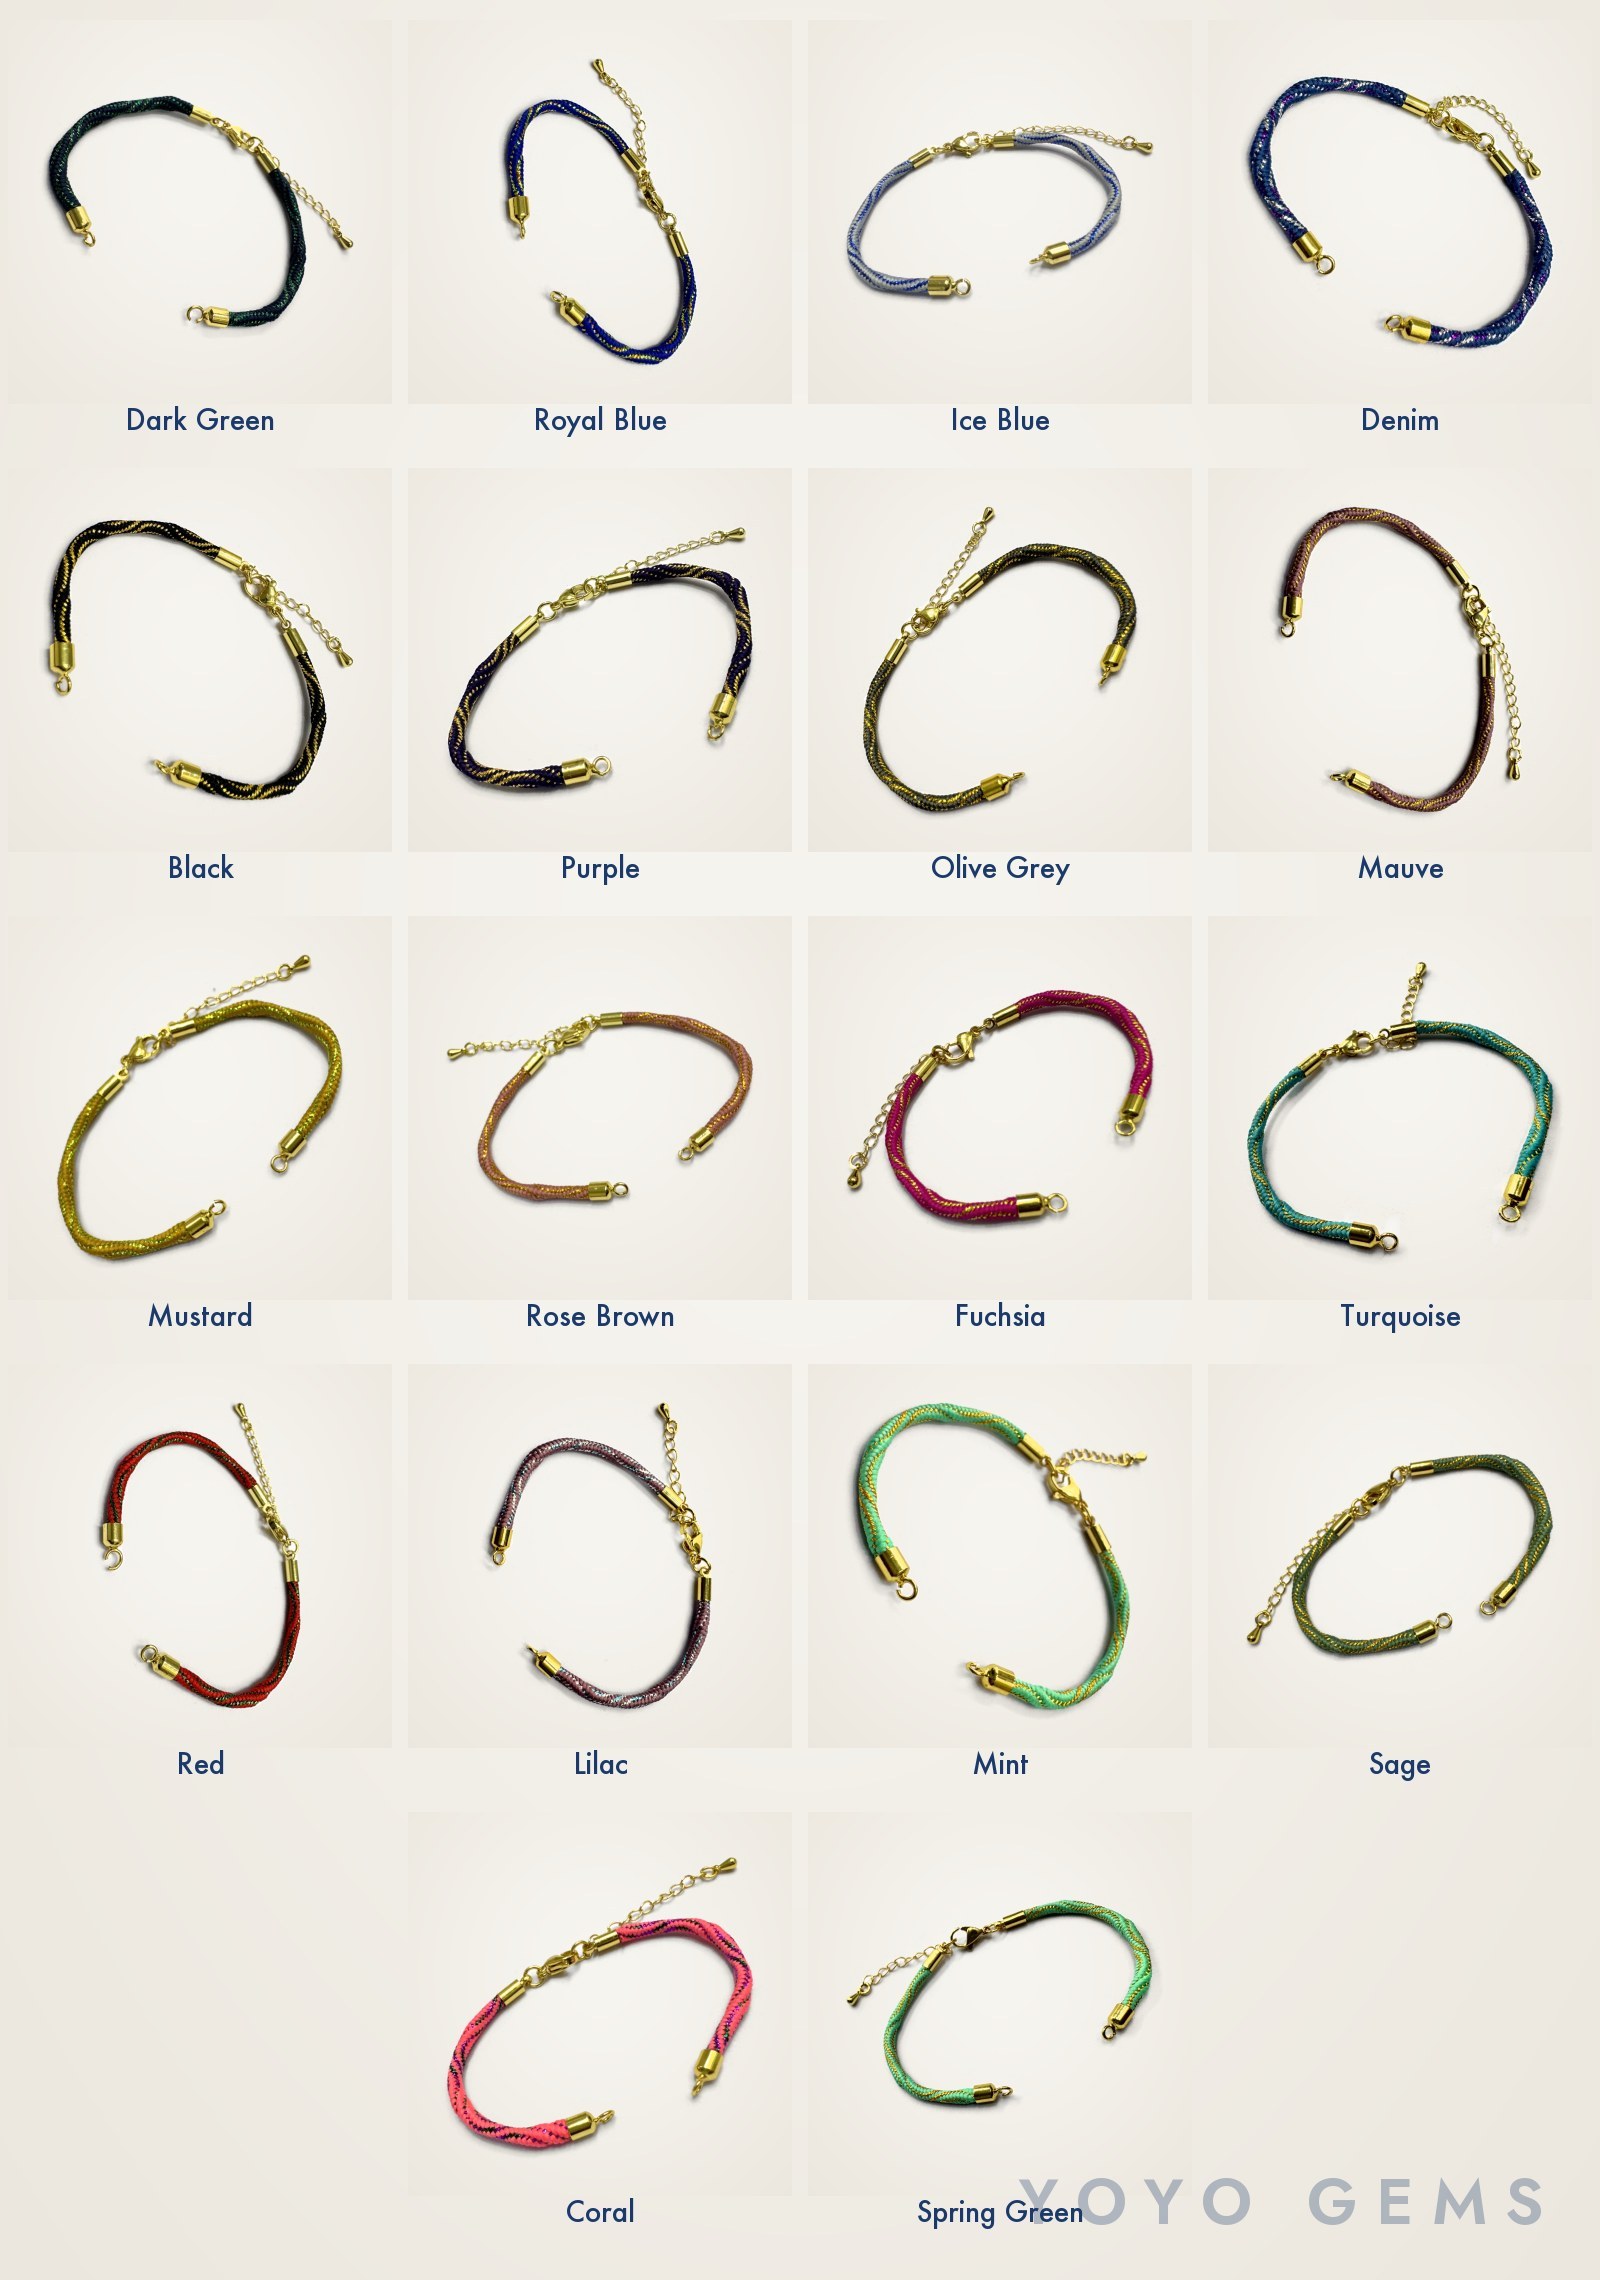 Dark Green
Royal Blue
Ice Blue
Denim
Black
Purple
Olive Grey
Mauve
Mustard
Rose Brown
Fuchsia
Turquoise
Red
Lilac
Mint
Sage
Coral
Spring Green
YOYO GEMS